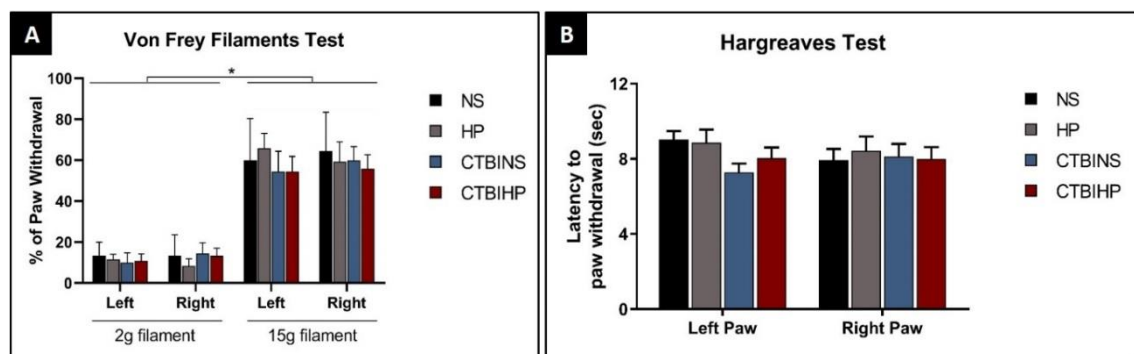 A
Von Frey Filaments Test
*
% of Paw Withdrawal
100
80
60
40
20
0
Left
Right
Left
Right
2g filament
15g filament
NS
HP
CTBINS
CTBIHP
B
Hargreaves Test
Latency to
paw withdrawal (sec)
12
8
4
0
Left Paw
Right Paw
NS
HP
CTBINS
CTBIHP